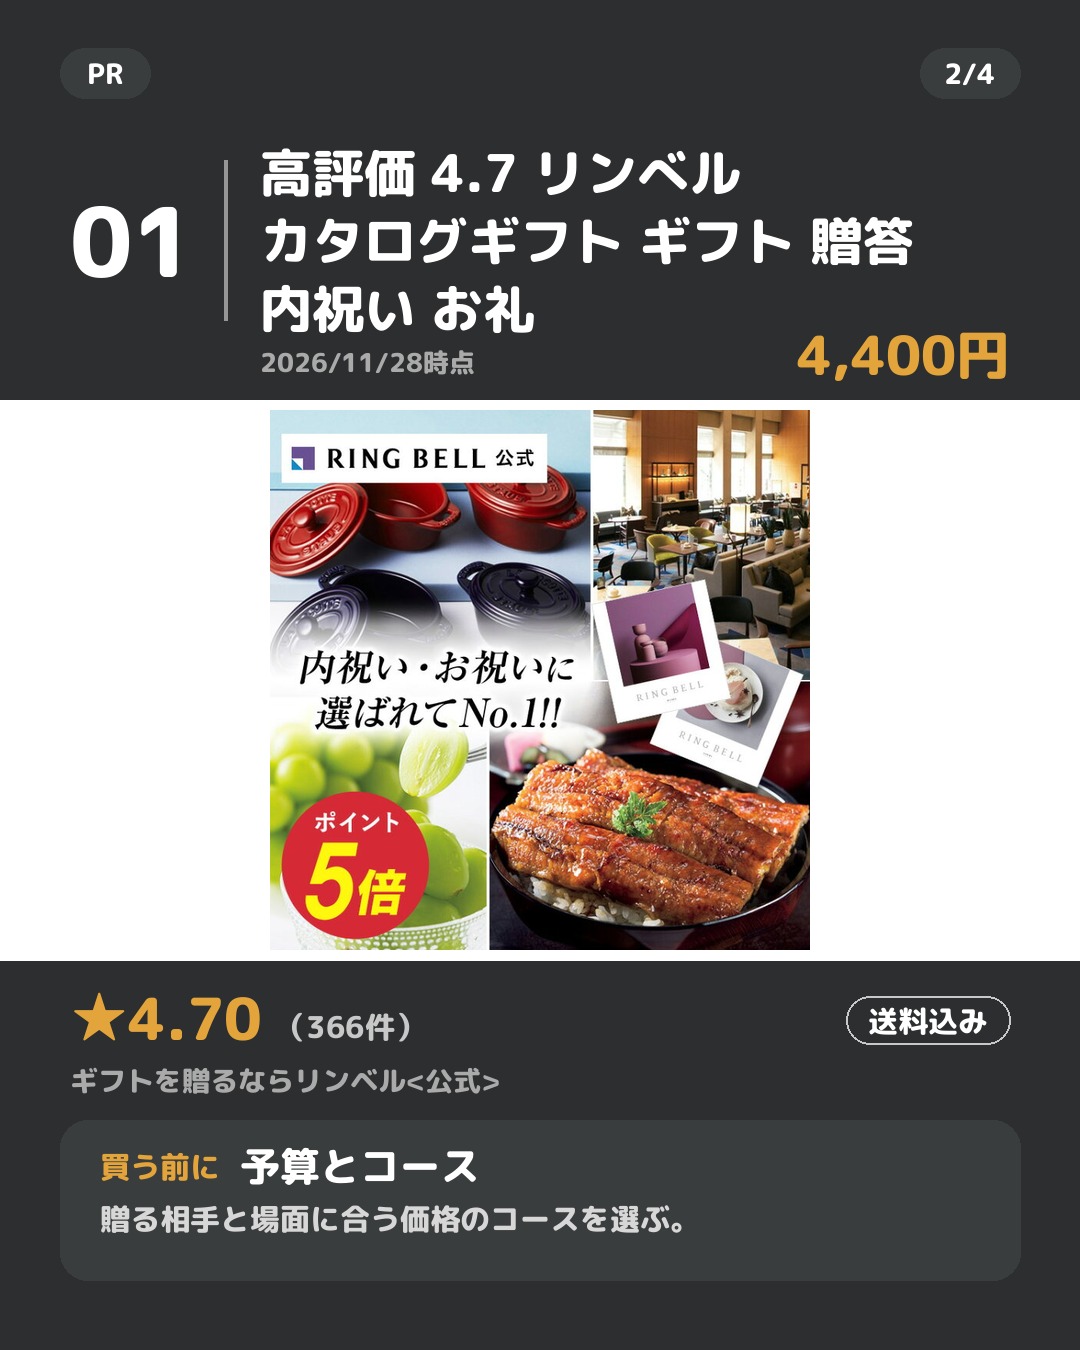 PR
2/4
01
高評価 4.7 リンベル
カタログギフト ギフト 贈答
内祝い お礼
2026/11/28時点
4,400円
RING BELL 公式
内祝い・お祝いに
選ばれてNo.1!!
RING BELL
RING BELL
ポイント
5倍
★4.70 (366件)
送料込み
ギフトを贈るならリンベル<公式>
買う前に 予算とコース
贈る相手と場面に合う価格のコースを選ぶ。